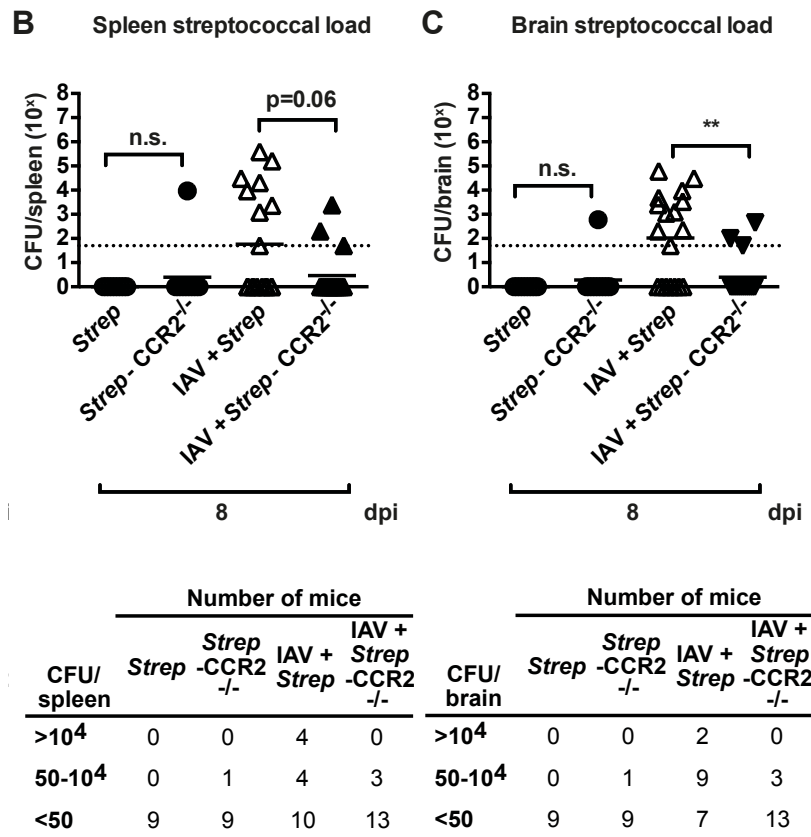 B Spleen streptococcal load
CFU/spleen (10ˣ)
8
7
6
5
4
3
2
1
0
n.s.
p=0.06
Strep
Strep - CCR2-/-
IAV + Strep
IAV + Strep - CCR2-/-
8 dpi
C Brain streptococcal load
CFU/brain (10ˣ)
8
7
6
5
4
3
2
1
0
n.s.
**
Strep
Strep - CCR2-/-
IAV + Strep
IAV + Strep - CCR2-/-
8 dpi
Number of mice
CFU/
spleen
Strep
Strep
-CCR2
-/-
IAV +
Strep
IAV +
Strep
-CCR2
-/-
>10⁴ 0 0 4 0
50-10⁴ 0 1 4 3
<50 9 9 10 13
Number of mice
CFU/
brain
Strep
Strep
-CCR2
-/-
IAV +
Strep
IAV +
Strep
-CCR2
-/-
>10⁴ 0 0 2 0
50-10⁴ 0 1 9 3
<50 9 9 7 13